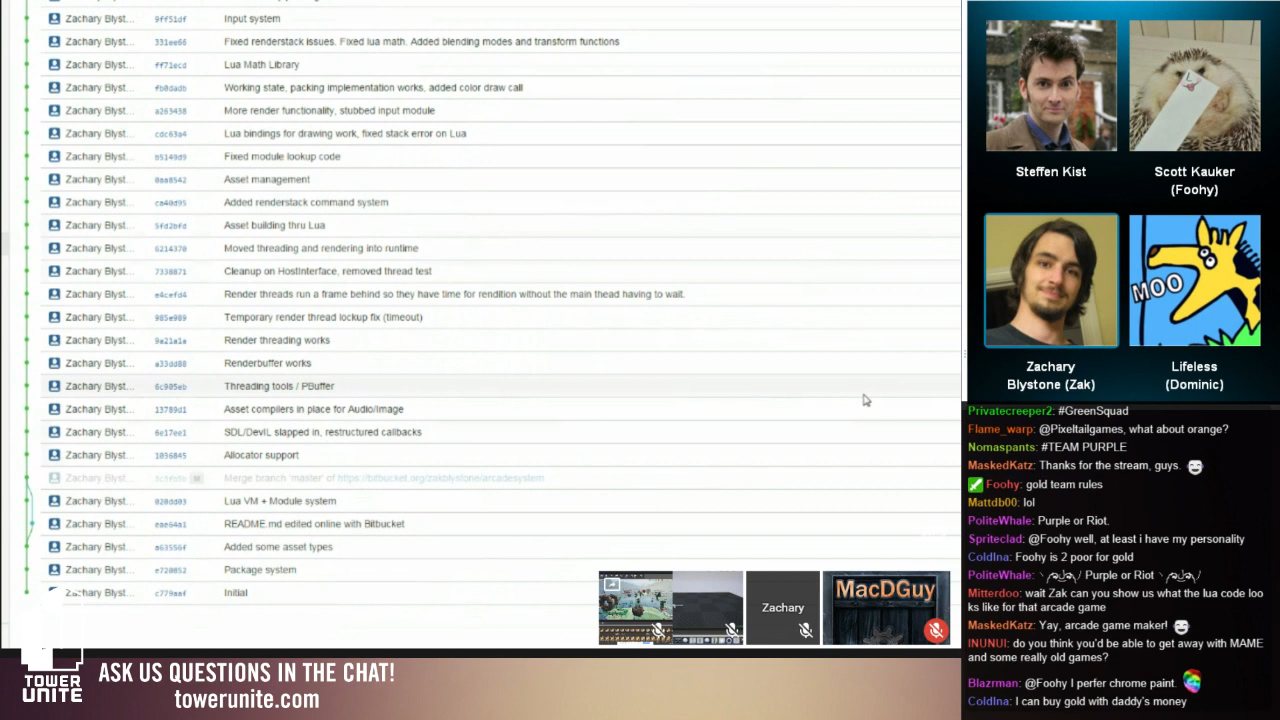 Zachary Blyst... 9ff51df Input system
Zachary Blyst... 331ee66 Fixed renderstack issues, Fixed lua math. Added blending modes and transform functions
Zachary Blyst... ff71ecd Lua Math Library
Zachary Blyst... fb0dadb Working state, packing implementation works, added color draw call
Zachary Blyst... a263438 More render functionality, stubbed input module
Zachary Blyst... cdc63a4 Lua bindings for drawing work, fixed stack error on Lua
Zachary Blyst... b5149d9 Fixed module lookup code
Zachary Blyst... 0aa8542 Asset management
Zachary Blyst... ca40d95 Added renderstack command system
Zachary Blyst... 5fd2bfd Asset building thru Lua
Zachary Blyst... 6214370 Moved threading and rendering into runtime
Zachary Blyst... 7338871 Cleanup on HostInterface, removed thread test
Zachary Blyst... e4cefd4 Render threads run a frame behind so they have time for rendition without the main thead having to wait.
Zachary Blyst... 985e989 Temporary render thread lockup fix (timeout)
Zachary Blyst... 9a21a1a Render threading works
Zachary Blyst... a33dd88 Renderbuffer works
Zachary Blyst... 6c905eb Threading tools / PBuffer
Zachary Blyst... 13789d1 Asset compilers in place for Audio/Image
Zachary Blyst... 6e17ee1 SDL/DevIL slapped in, restructured callbacks
Zachary Blyst... 1036845 Allocator support
Zachary Blyst... M Merge branch 'master' of https://bitbucket.org/zakblystone/arcadesystem
Zachary Blyst... 020dd03 Lua VM + Module system
Zachary Blyst... eae64a1 README.md edited online with Bitbucket
Zachary Blyst... a63556f Added some asset types
Zachary Blyst... e720852 Package system
Zachary Blyst... c779aaf Initial
Zachary
MacDGuy
TOWER
UNITE
ASK US QUESTIONS IN THE CHAT!
towerunite.com
Steffen Kist
Scott Kauker
(Foohy)
MOO
Zachary
Blystone (Zak)
Lifeless
(Dominic)
Privatecreeper2: #GreenSquad
Flame_warp: @Pixeltailgames, what about orange?
Nomaspants: #TEAM PURPLE
MaskedKatz: Thanks for the stream, guys.
Foohy: gold team rules
Mattdb00: lol
PoliteWhale: Purple or Riot.
Spriteclad: @Foohy well, at least i have my personality
ColdIna: Foohy is 2 poor for gold
PoliteWhale: Purple or Riot
Mitterdoo: wait Zak can you show us what the lua code loo
ks like for that arcade game
MaskedKatz: Yay, arcade game maker!
INUNUI: do you think you'd be able to get away with MAME
and some really old games?
Blazrman: @Foohy I perfer chrome paint.
ColdIna: I can buy gold with daddy's money